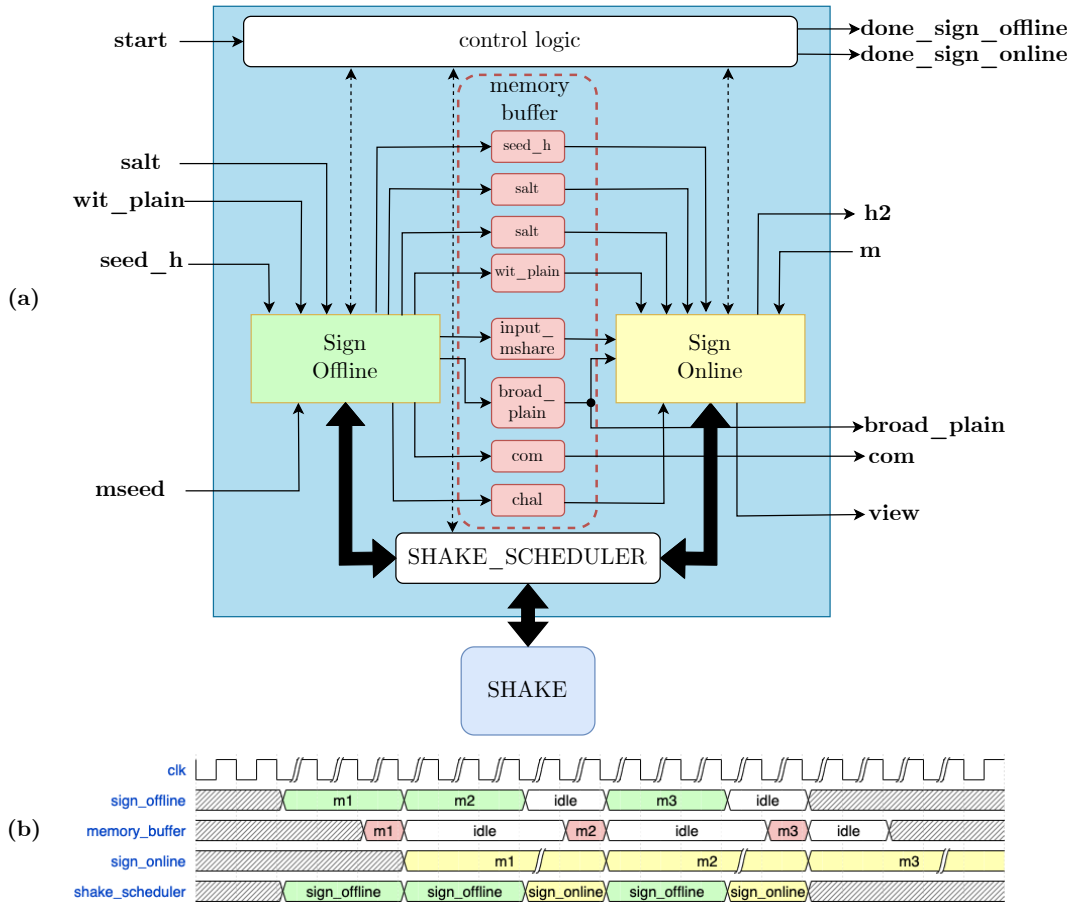 start
control logic
done_sign_offline
done_sign_online
memory
buffer
seed_h
salt
salt
wit_plain
salt
wit_plain
seed_h
h2
m
(a)
Sign
Offline
input_
mshare
Sign
Online
broad_
plain
broad_plain
com
com
mseed
chal
view
SHAKE_SCHEDULER
SHAKE
(b)
clk
sign_offline m1 m2 idle m3 idle
memory_buffer m1 idle m2 idle m3 idle
sign_online m1 m2 m3
shake_scheduler sign_offline sign_offline sign_online sign_offline sign_online